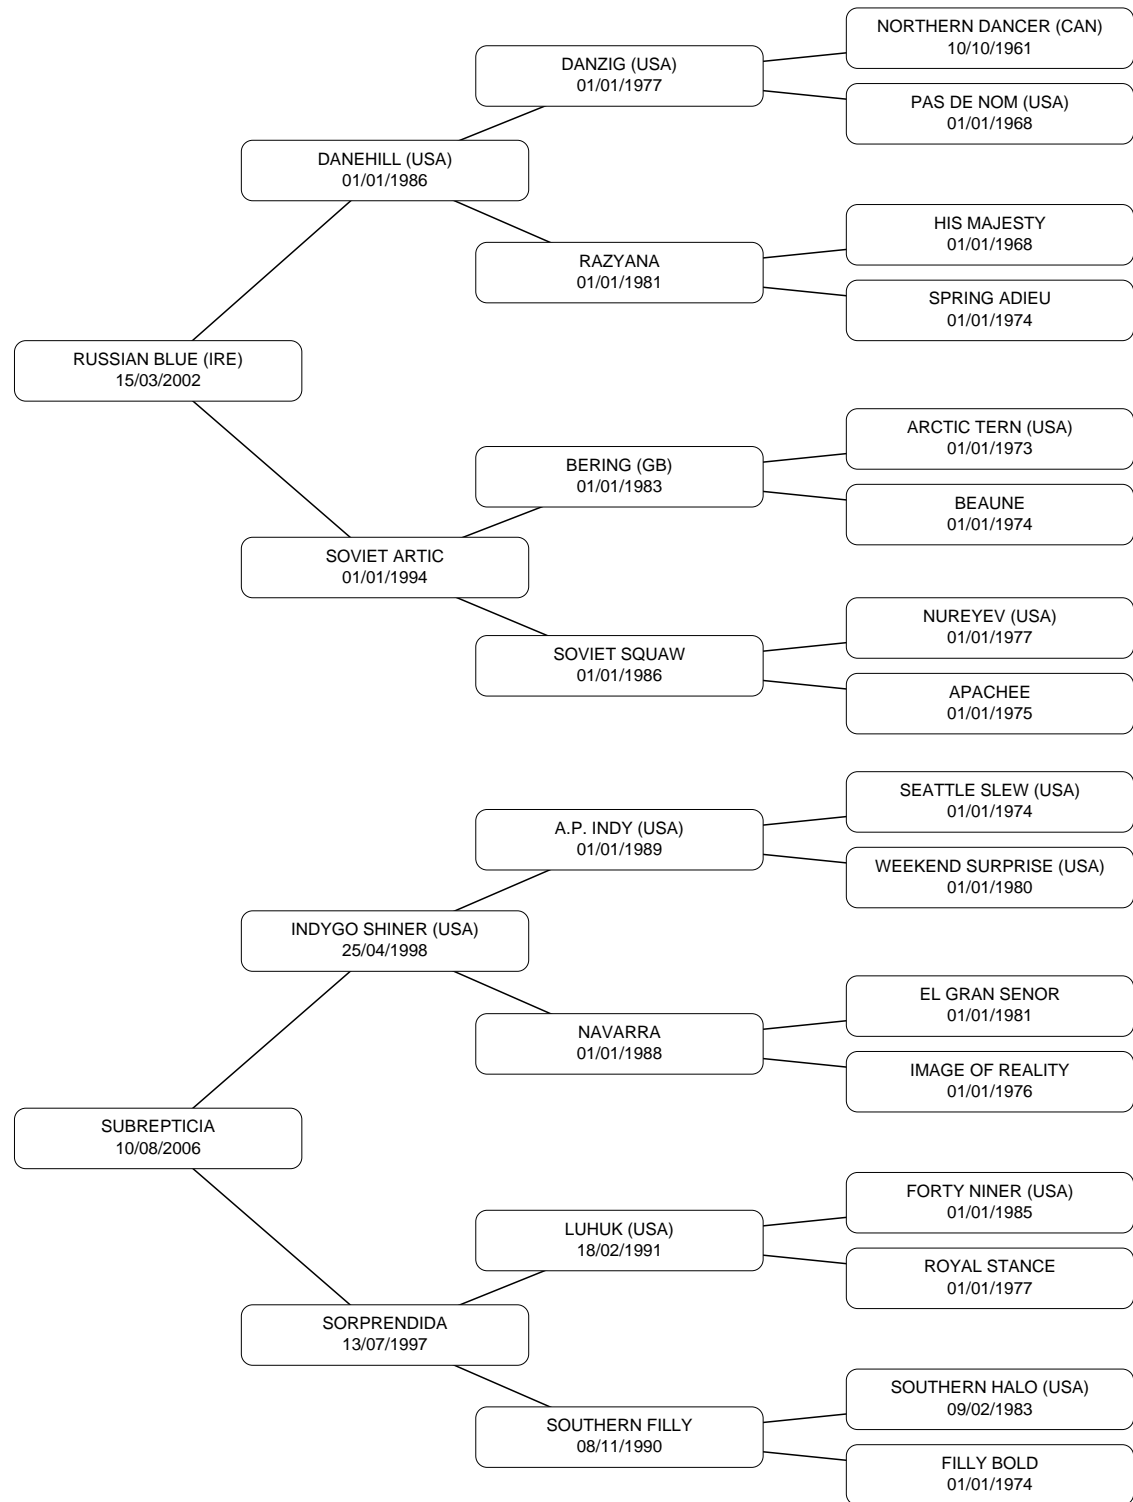 NORTHERN DANCER (CAN)
10/10/1961
DANZIG (USA)
01/01/1977
PAS DE NOM (USA)
01/01/1968
DANEHILL (USA)
01/01/1986
HIS MAJESTY
01/01/1968
RAZYANA
01/01/1981
SPRING ADIEU
01/01/1974
RUSSIAN BLUE (IRE)
15/03/2002
ARCTIC TERN (USA)
01/01/1973
BERING (GB)
01/01/1983
BEAUNE
01/01/1974
SOVIET ARTIC
01/01/1994
NUREYEV (USA)
01/01/1977
SOVIET SQUAW
01/01/1986
APACHEE
01/01/1975
SEATTLE SLEW (USA)
01/01/1974
A.P. INDY (USA)
01/01/1989
WEEKEND SURPRISE (USA)
01/01/1980
INDYGO SHINER (USA)
25/04/1998
EL GRAN SENOR
01/01/1981
NAVARRA
01/01/1988
IMAGE OF REALITY
01/01/1976
SUBREPTICIA
10/08/2006
FORTY NINER (USA)
01/01/1985
LUHUK (USA)
18/02/1991
ROYAL STANCE
01/01/1977
SORPRENDIDA
13/07/1997
SOUTHERN HALO (USA)
09/02/1983
SOUTHERN FILLY
08/11/1990
FILLY BOLD
01/01/1974